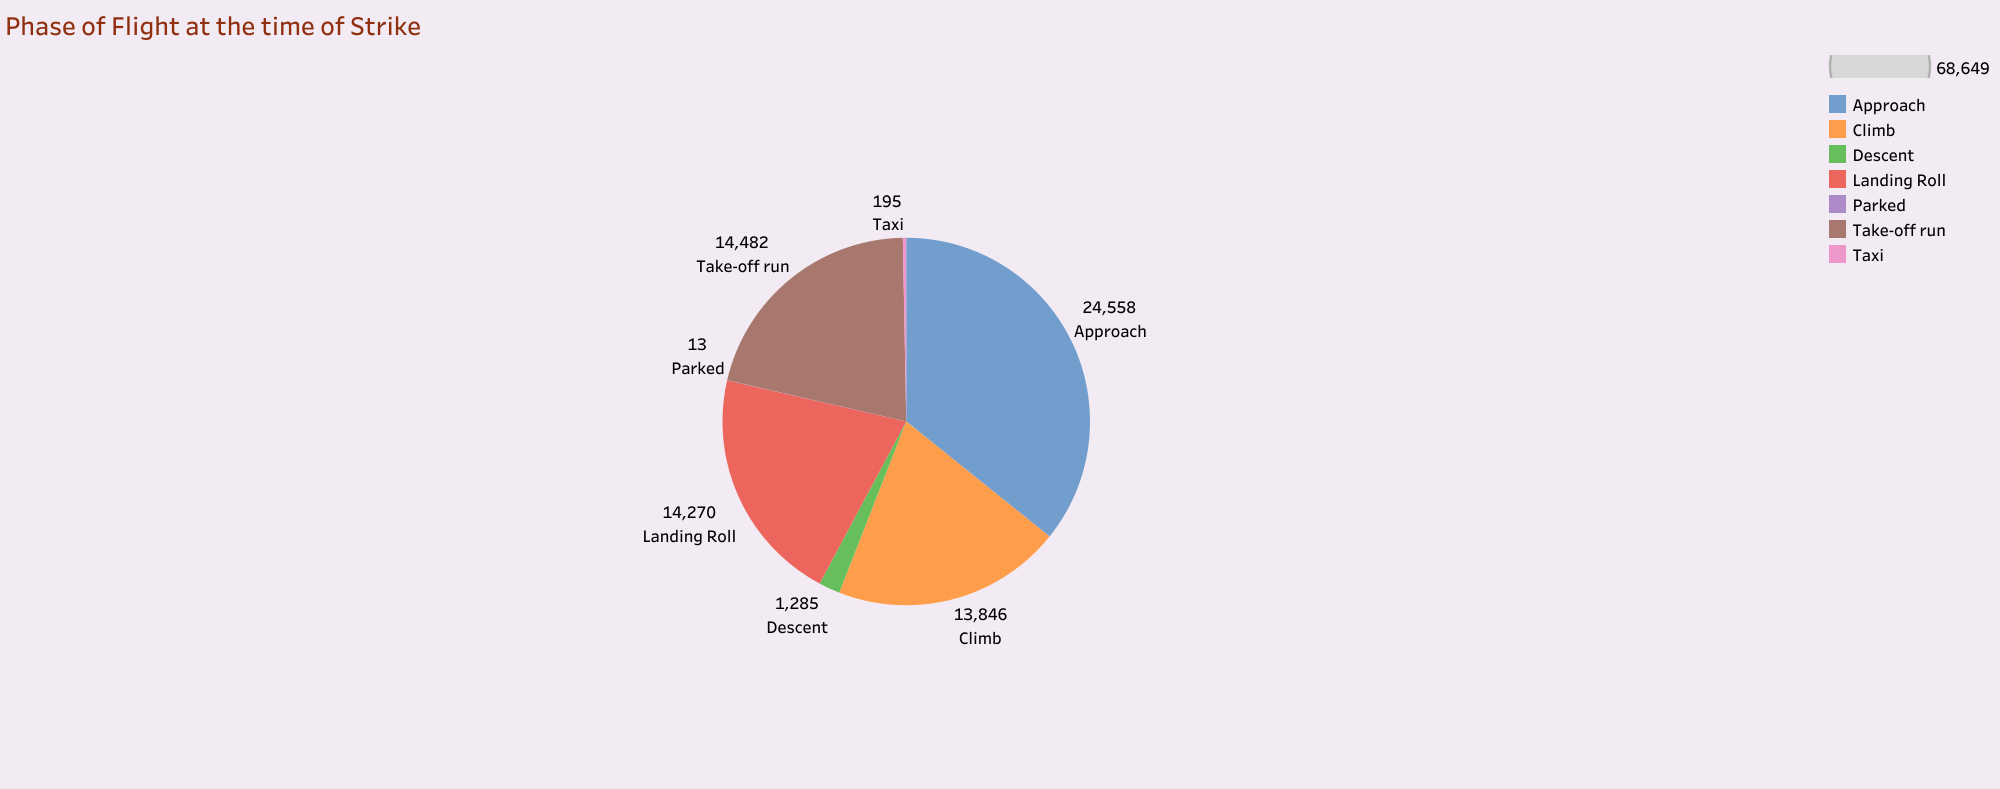 Phase of Flight at the time of Strike
68,649
Approach
Climb
Descent
Landing Roll
Parked
Take-off run
Taxi
195
Taxi
14,482
Take-off run
24,558
Approach
13
Parked
14,270
Landing Roll
1,285
Descent
13,846
Climb